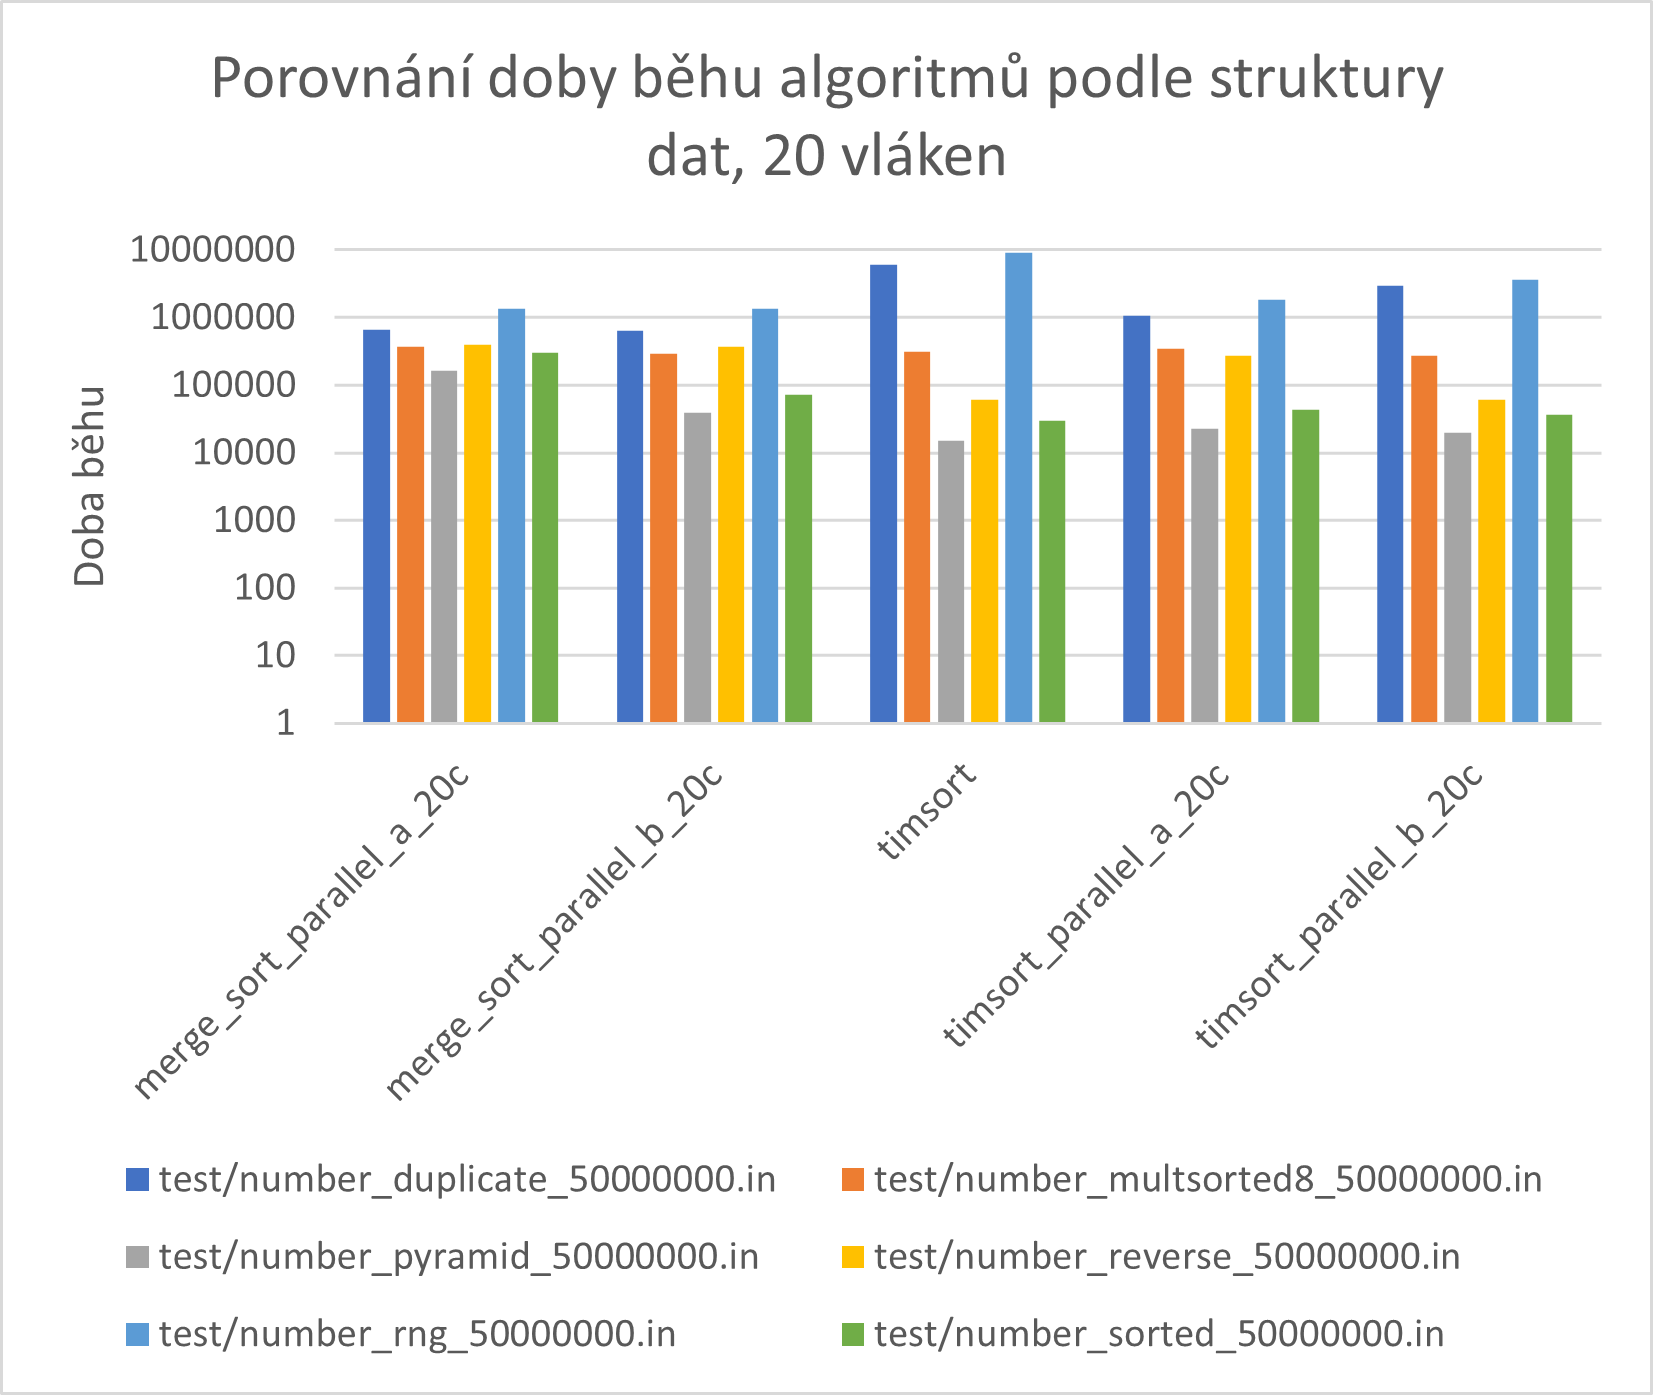 Porovnání doby běhu algoritmů podle struktury
dat, 20 vláken
Doba běhu
10000000
1000000
100000
10000
1000
100
10
1
merge_sort_parallel_a_20c
merge_sort_parallel_b_20c
timsort
timsort_parallel_a_20c
timsort_parallel_b_20c
test/number_duplicate_50000000.in
test/number_multsorted8_50000000.in
test/number_pyramid_50000000.in
test/number_reverse_50000000.in
test/number_rng_50000000.in
test/number_sorted_50000000.in